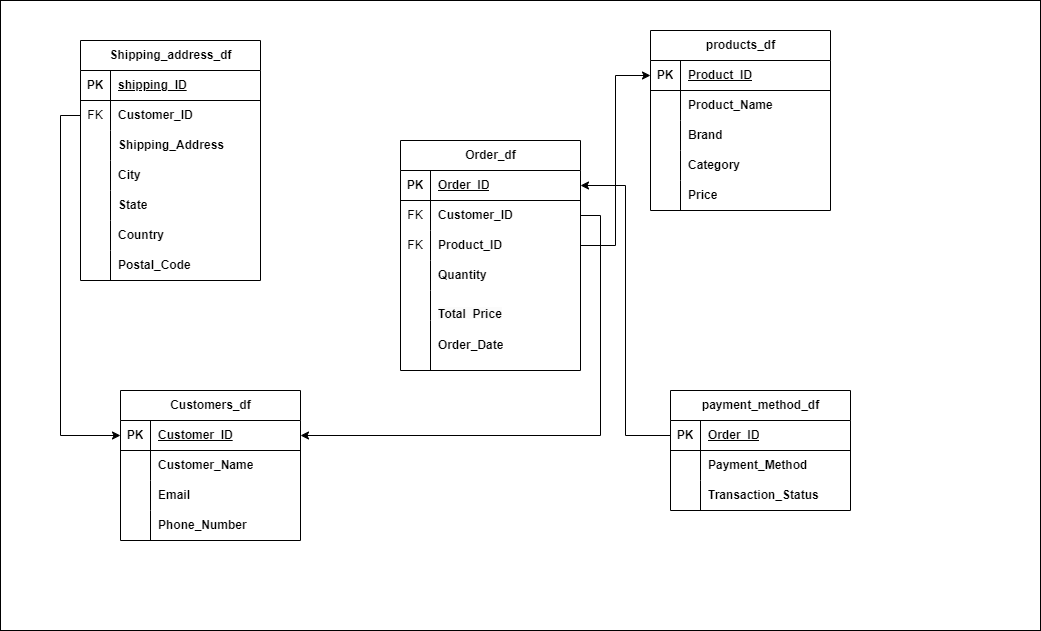 Shipping_address_df
PK shipping_ID
FK Customer_ID
Shipping_Address
City
State
Country
Postal_Code
products_df
PK Product_ID
Product_Name
Brand
Category
Price
Order_df
PK Order_ID
FK Customer_ID
FK Product_ID
Quantity
Total Price
Order_Date
Customers_df
PK Customer_ID
Customer_Name
Email
Phone_Number
payment_method_df
PK Order_ID
Payment_Method
Transaction_Status